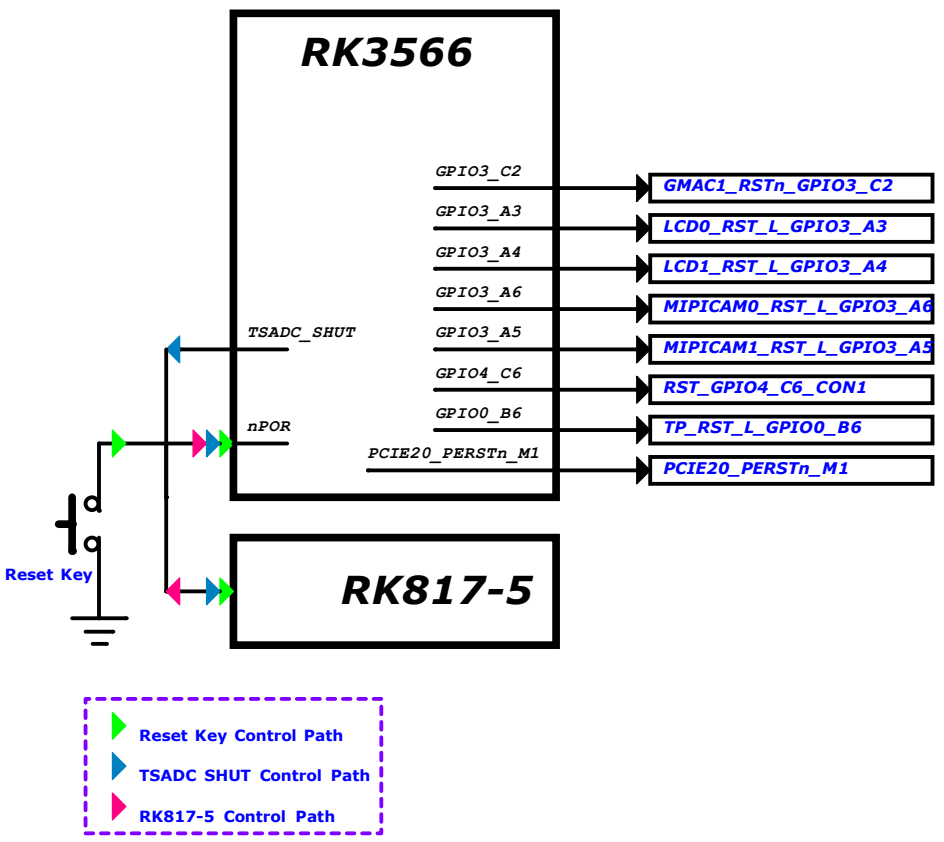 RK3566
GPIO3_C2
GMAC1_RSTn_GPIO3_C2
GPIO3_A3
LCD0_RST_L_GPIO3_A3
GPIO3_A4
LCD1_RST_L_GPIO3_A4
GPIO3_A6
MIPICAM0_RST_L_GPIO3_A6
TSADC_SHUT
GPIO3_A5
MIPICAM1_RST_L_GPIO3_A5
GPIO4_C6
RST_GPIO4_C6_CON1
nPOR
GPIO0_B6
TP_RST_L_GPIO0_B6
PCIE20_PERSTn_M1
PCIE20_PERSTn_M1
Reset Key
RK817-5
Reset Key Control Path
TSADC SHUT Control Path
RK817-5 Control Path